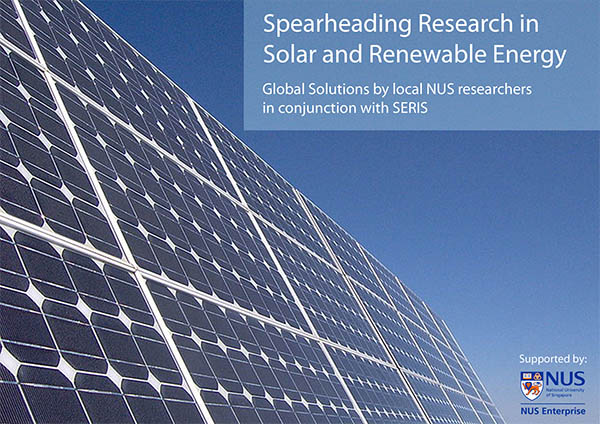 Spearheading Research in
Solar and Renewable Energy
Global Solutions by local NUS researchers
in conjunction with SERIS
Supported by:
NUS
National University
of Singapore
NUS Enterprise